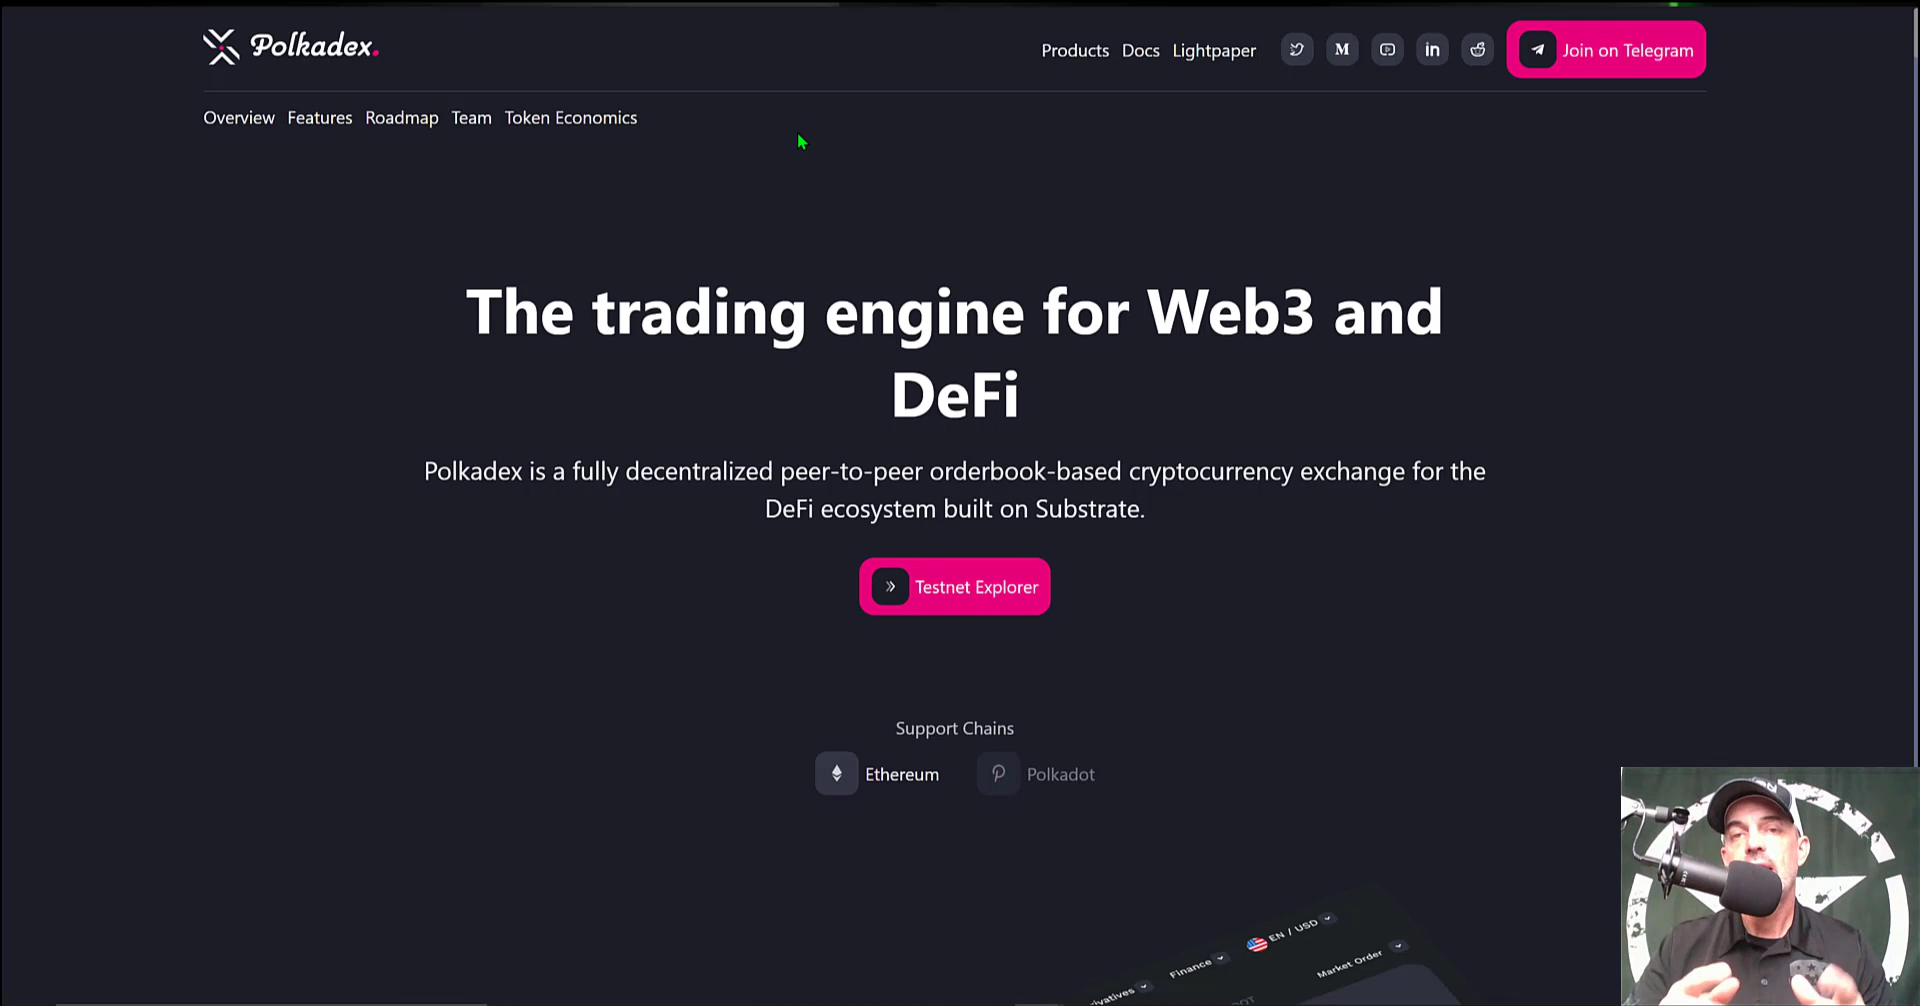 Polkadex.
Products Docs Lightpaper
Join on Telegram
Overview Features Roadmap Team Token Economics
The trading engine for Web3 and
DeFi
Polkadex is a fully decentralized peer-to-peer orderbook-based cryptocurrency exchange for the
DeFi ecosystem built on Substrate.
Testnet Explorer
Support Chains
Ethereum Polkadot
EN / USD
Finance
Market Order